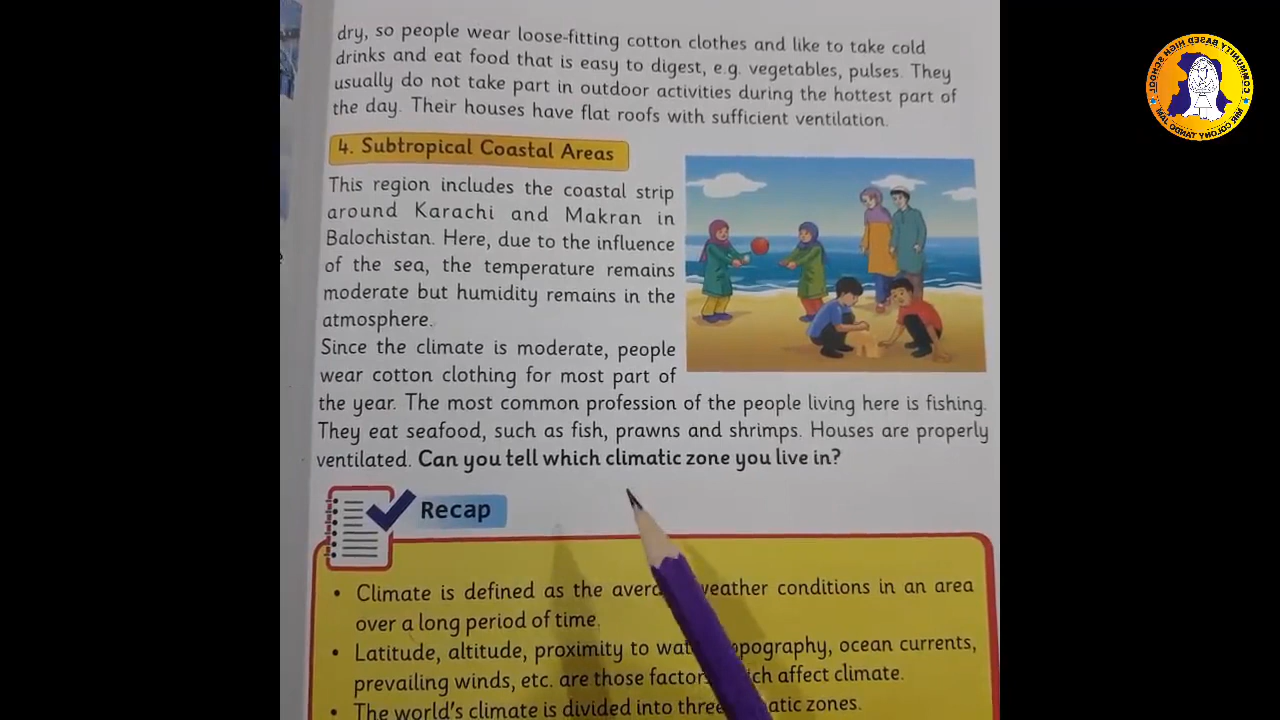 dry, so people wear loose-fitting cotton clothes and like to take cold
drinks and eat food that is easy to digest, e.g. vegetables, pulses. They
usually do not take part in outdoor activities during the hottest part of
the day. Their houses have flat roofs with sufficient ventilation.
4. Subtropical Coastal Areas
This region includes the coastal strip
around Karachi and Makran in
Balochistan. Here, due to the influence
of the sea, the temperature remains
moderate but humidity remains in the
atmosphere.
Since the climate is moderate, people
wear cotton clothing for most part of
the year. The most common profession of the people living here is fishing.
They eat seafood, such as fish, prawns and shrimps. Houses are properly
ventilated. Can you tell which climatic zone you live in?
Recap
• Climate is defined as the weather conditions in an area
over a long period of time.
• Latitude, altitude, proximity to ocean currents,
prevailing winds, etc. are those factors affect climate.
• The world's climate is divided into three zones.
COMMUNITY BASED HIGH SCHOOL
MIR COLONY TANDO JAM